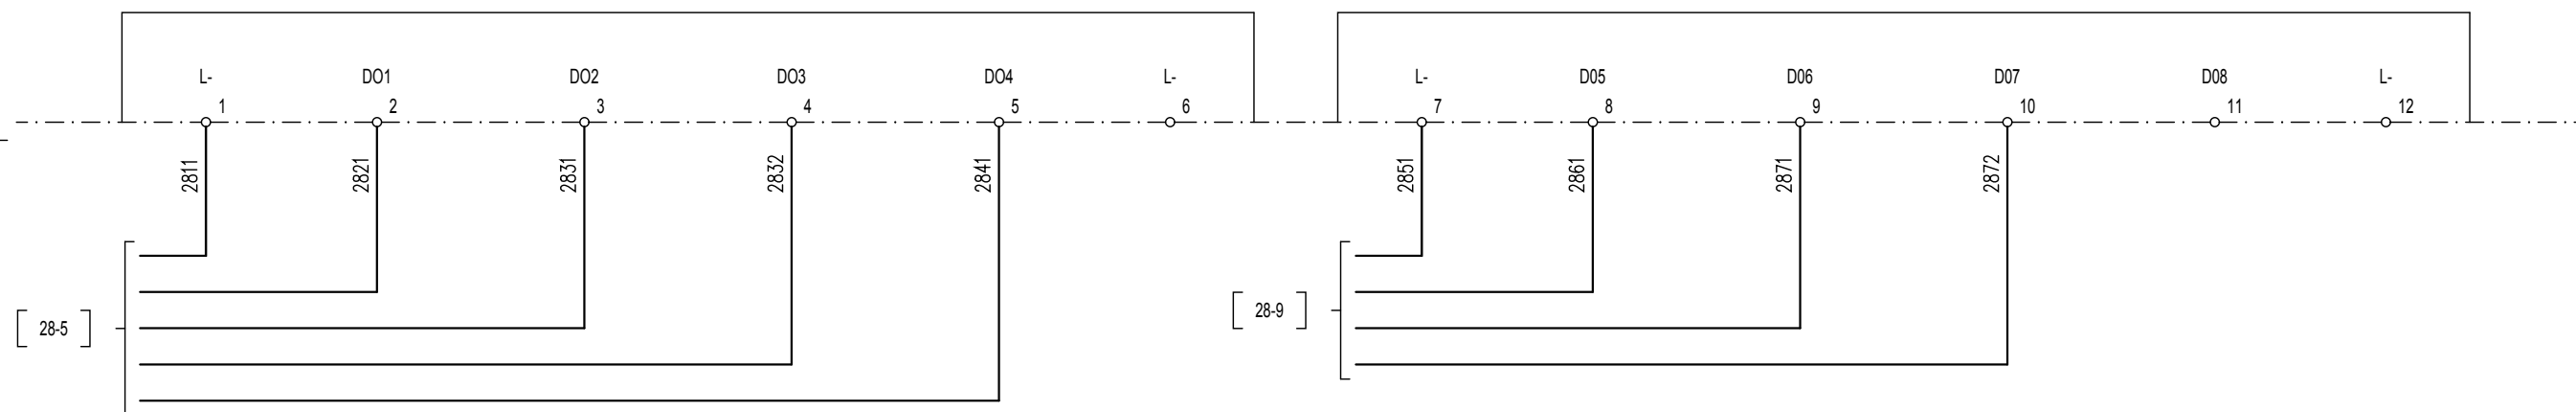 L- DO1 DO2 DO3 DO4 L- L- D05 D06 D07 D08 L-
1 2 3 4 5 6 7 8 9 10 11 12
2811 2821 2831 2832 2841 2851 2861 2871 2872
28-5 28-9